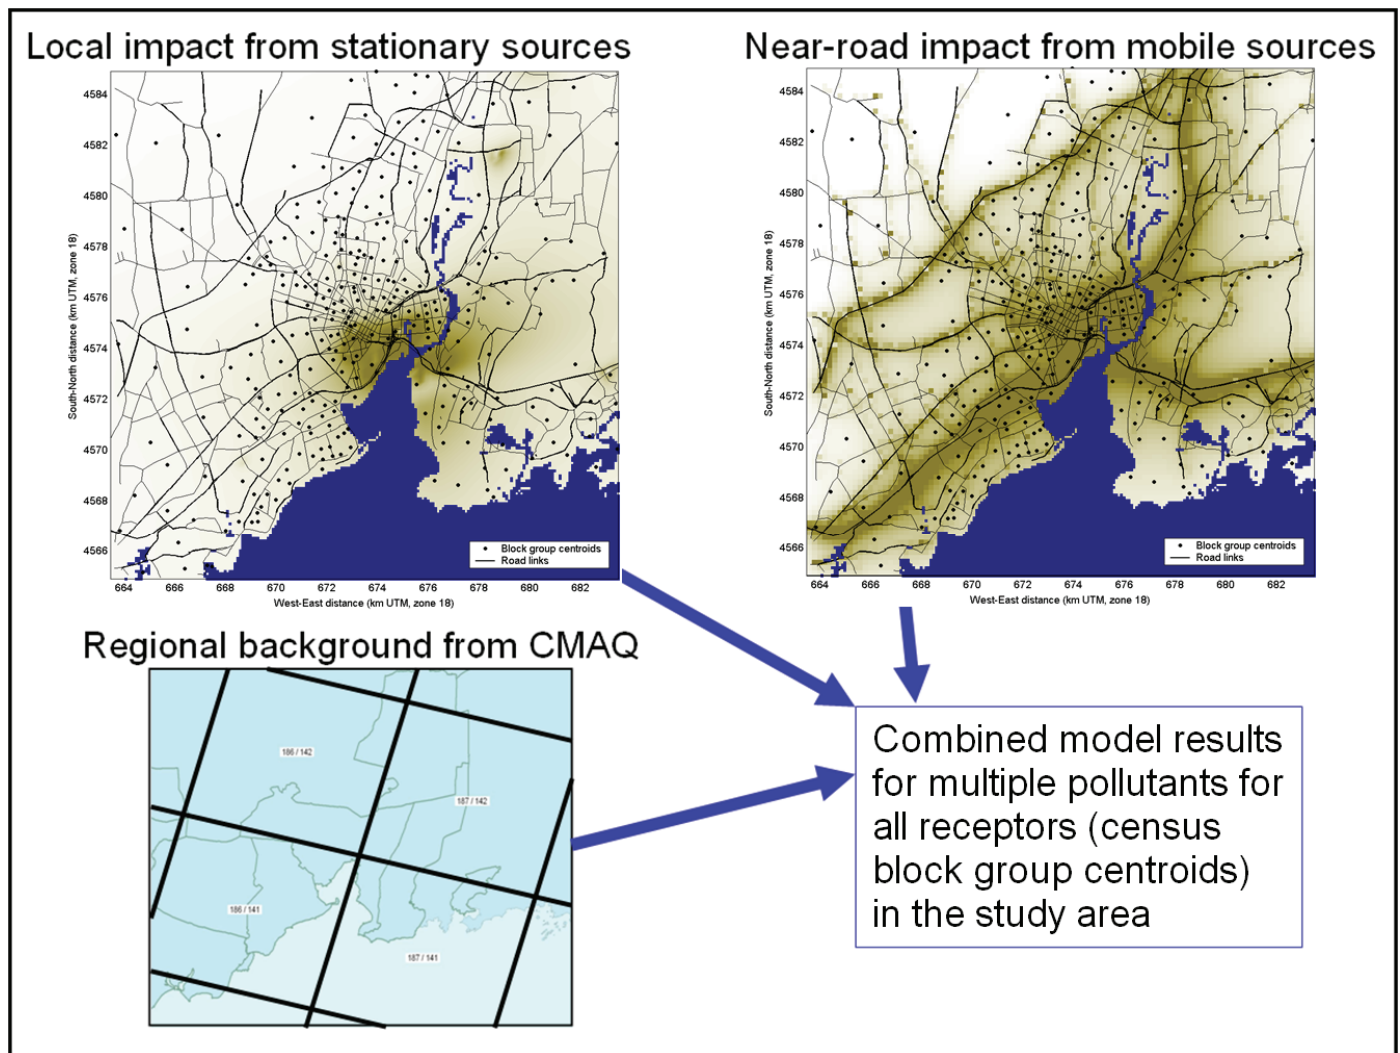 Local impact from stationary sources
4584
4582
4580
4578
4576
4574
4572
4570
4568
4566
South-North distance (km UTM, zone 18)
Block group centroids
Road links
664 666 668 670 672 674 676 678 680 682
West-East distance (km UTM, zone 18)
Near-road impact from mobile sources
4584
4582
4580
4578
4576
4574
4572
4570
4568
4566
South-North distance (km UTM, zone 18)
Block group centroids
Road links
664 666 668 670 672 674 676 678 680 682
West-East distance (km UTM, zone 18)
Regional background from CMAQ
186 / 142
187 / 142
186 / 141
187 / 141
Combined model results
for multiple pollutants for
all receptors (census
block group centroids)
in the study area